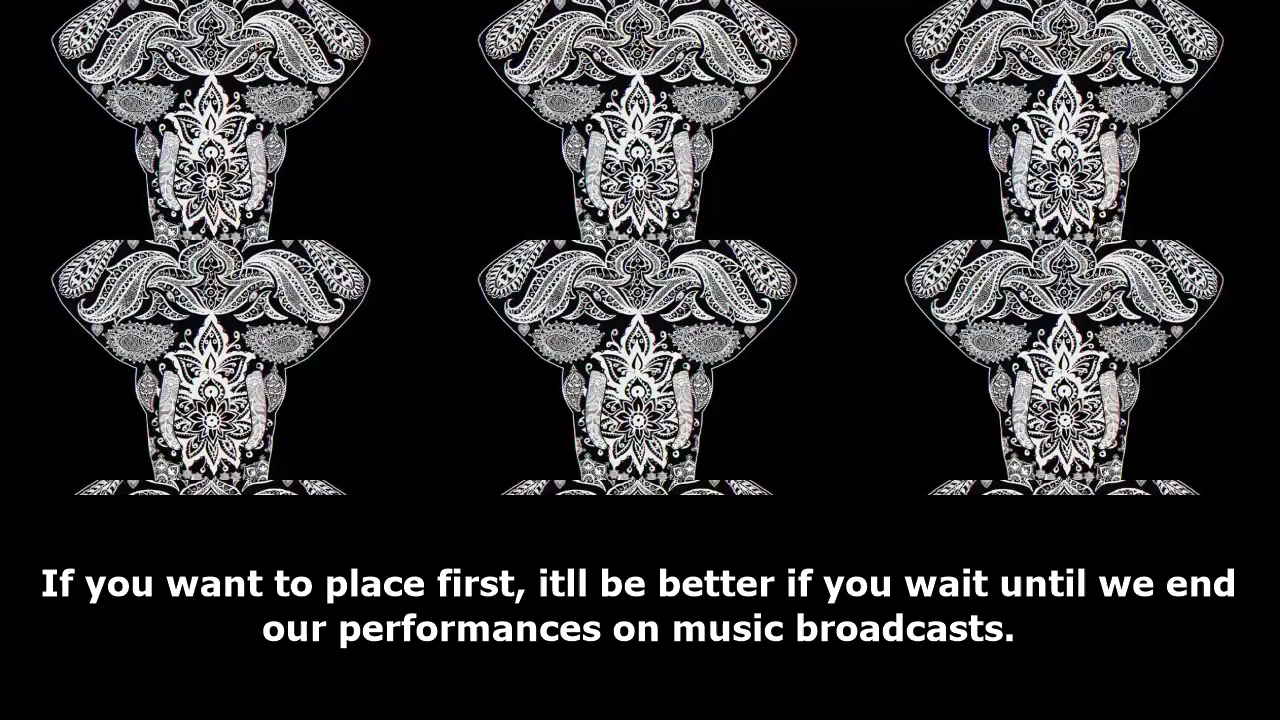 If you want to place first, itll be better if you wait until we end
our performances on music broadcasts.